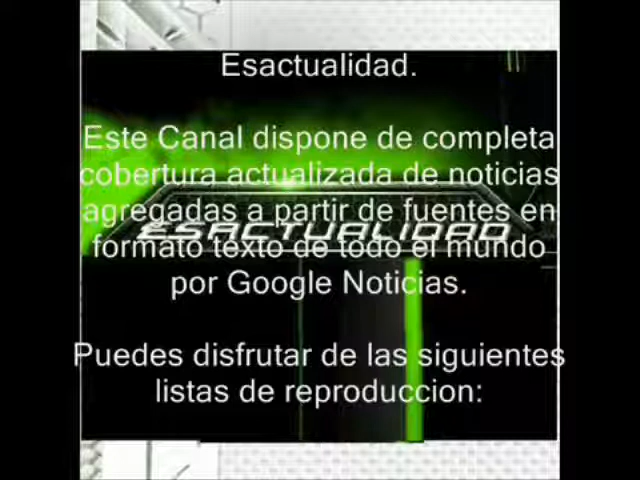 Esactualidad.
Este Canal dispone de completa
cobertura actualizada de noticias
agregadas a partir de fuentes en
ESACTUALIDAD
formato texto de todo el mundo
por Google Noticias.
Puedes disfrutar de las siguientes
listas de reproduccion: